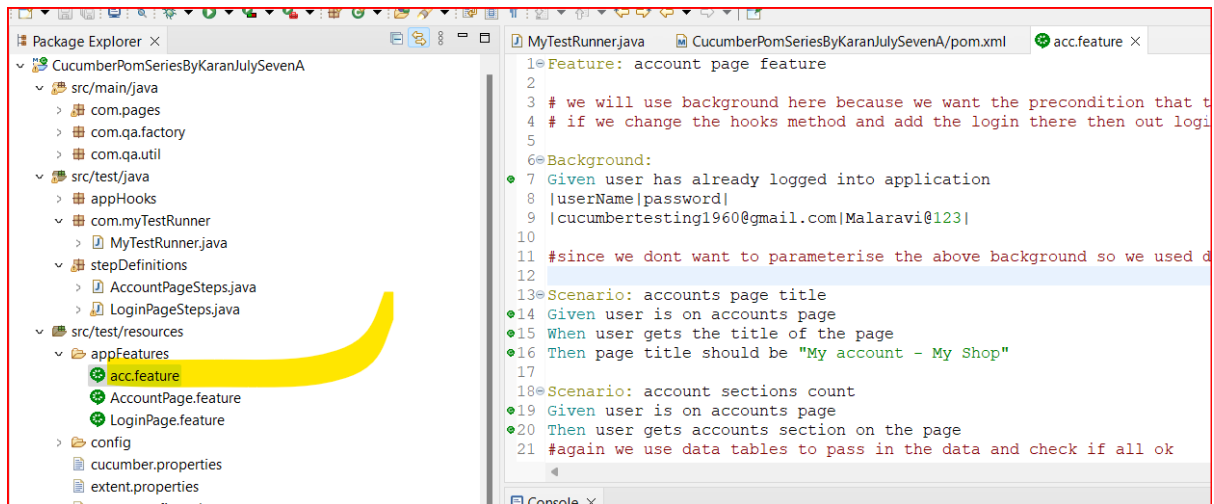 Package Explorer
MyTestRunner.java CucumberPomSeriesByKaranJulySevenA/pom.xml acc.feature
CucumberPomSeriesByKaranJulySevenA
src/main/java
com.pages
com.qa.factory
com.qa.util
src/test/java
appHooks
com.myTestRunner
MyTestRunner.java
stepDefinitions
AccountPageSteps.java
LoginPageSteps.java
src/test/resources
appFeatures
acc.feature
AccountPage.feature
LoginPage.feature
config
cucumber.properties
extent.properties
1 Feature: account page feature
2
3 # we will use background here because we want the precondition that t
4 # if we change the hooks method and add the login there then out logi
5
6 Background:
7 Given user has already logged into application
8 |userName|password|
9 |cucumbertesting1960@gmail.com|Malaravi@123|
10
11 #since we dont want to parameterise the above background so we used d
12
13 Scenario: accounts page title
14 Given user is on accounts page
15 When user gets the title of the page
16 Then page title should be "My account - My Shop"
17
18 Scenario: account sections count
19 Given user is on accounts page
20 Then user gets accounts section on the page
21 #again we use data tables to pass in the data and check if all ok
Console